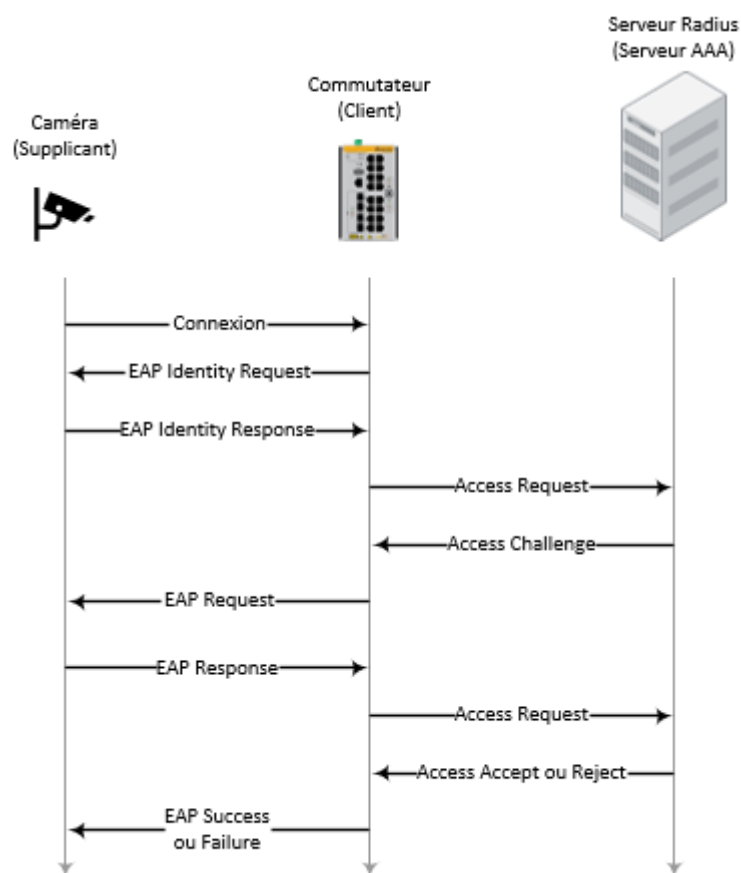 Serveur Radius
(Serveur AAA)
Commutateur
(Client)
Caméra
(Supplicant)
Connexion
EAP Identity Request
EAP Identity Response
Access Request
Access Challenge
EAP Request
EAP Response
Access Request
Access Accept ou Reject
EAP Success
ou Failure